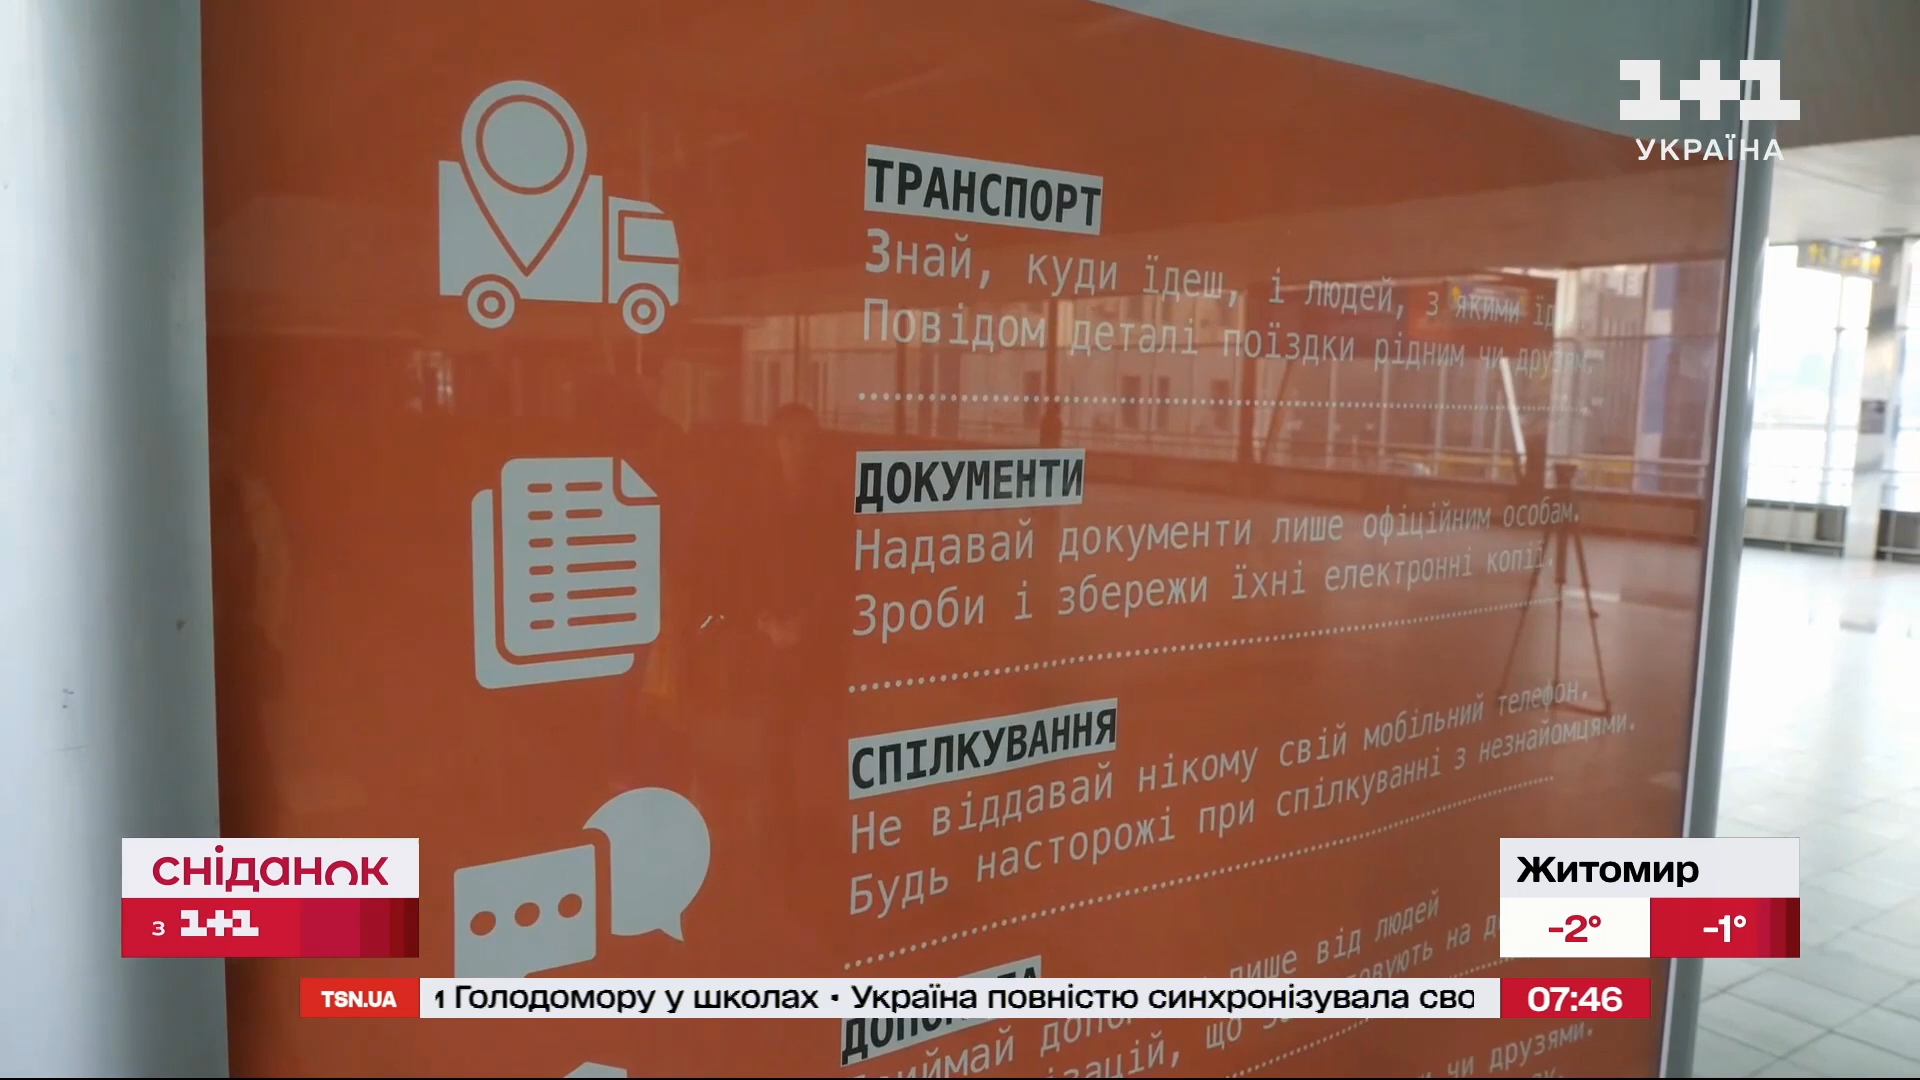 1+1
УКРАЇНА
ТРАНСПОРТ
Знай, куди їдеш, і людей, з якими
Повідом деталі поїздки рідним чи друзям.
ДОКУМЕНТИ
Надавай документи лише офіційним особам.
Зроби і збережи їхні електронні копії.
СПІЛКУВАННЯ
Не віддавай нікому свій мобільний телефон.
Будь насторожі при спілкуванні з незнайомцями.
лише від людей
на
що
чи друзями.
СНІДАНОК
з 1+1
Житомир
-2° -1°
TSN.UA
Голодомору у школах • Україна повністю синхронізувала сво
07:46